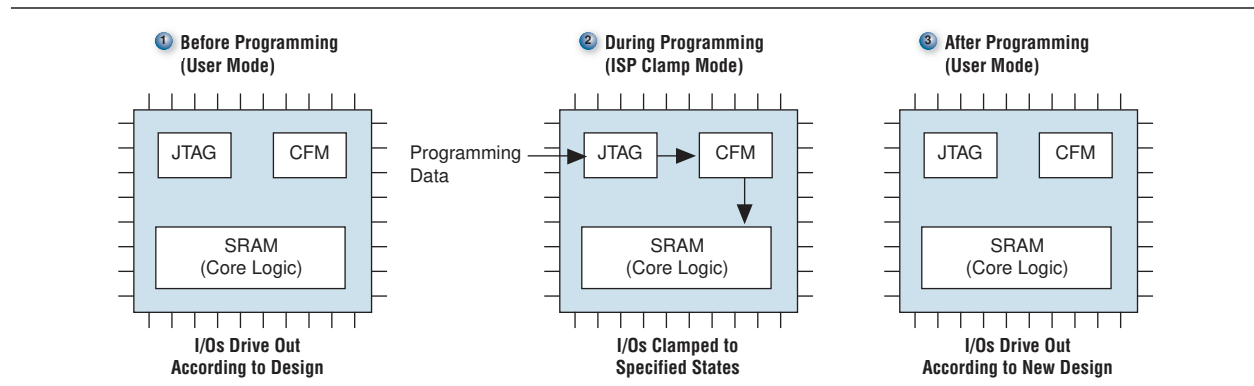 1 Before Programming
(User Mode)
JTAG
CFM
SRAM
(Core Logic)
I/Os Drive Out
According to Design
2 During Programming
(ISP Clamp Mode)
Programming
Data
JTAG
CFM
SRAM
(Core Logic)
I/Os Clamped to
Specified States
3 After Programming
(User Mode)
JTAG
CFM
SRAM
(Core Logic)
I/Os Drive Out
According to New Design